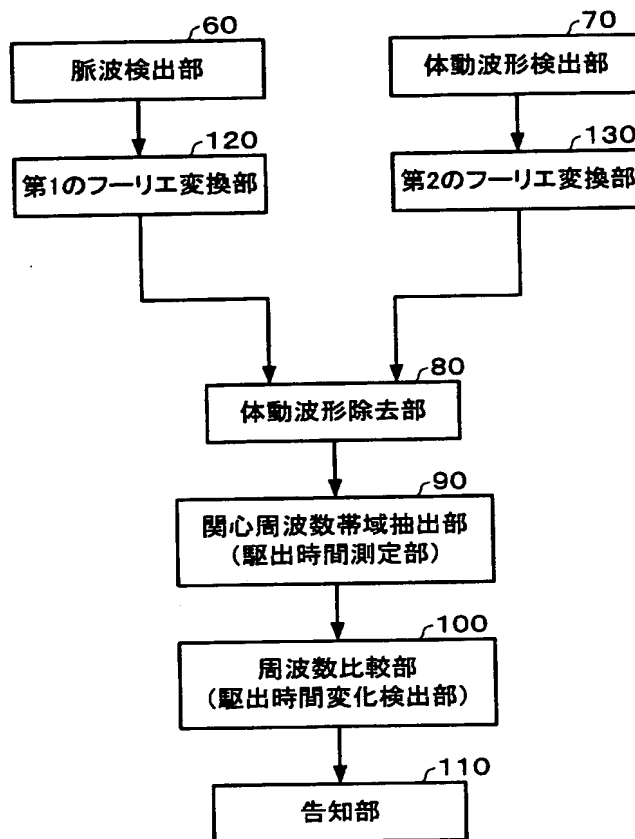 60
脈波検出部
70
体動波形検出部
120
第1のフーリエ変換部
130
第2のフーリエ変換部
80
体動波形除去部
90
関心周波数帯域抽出部
(駆出時間測定部)
100
周波数比較部
(駆出時間変化検出部)
110
告知部